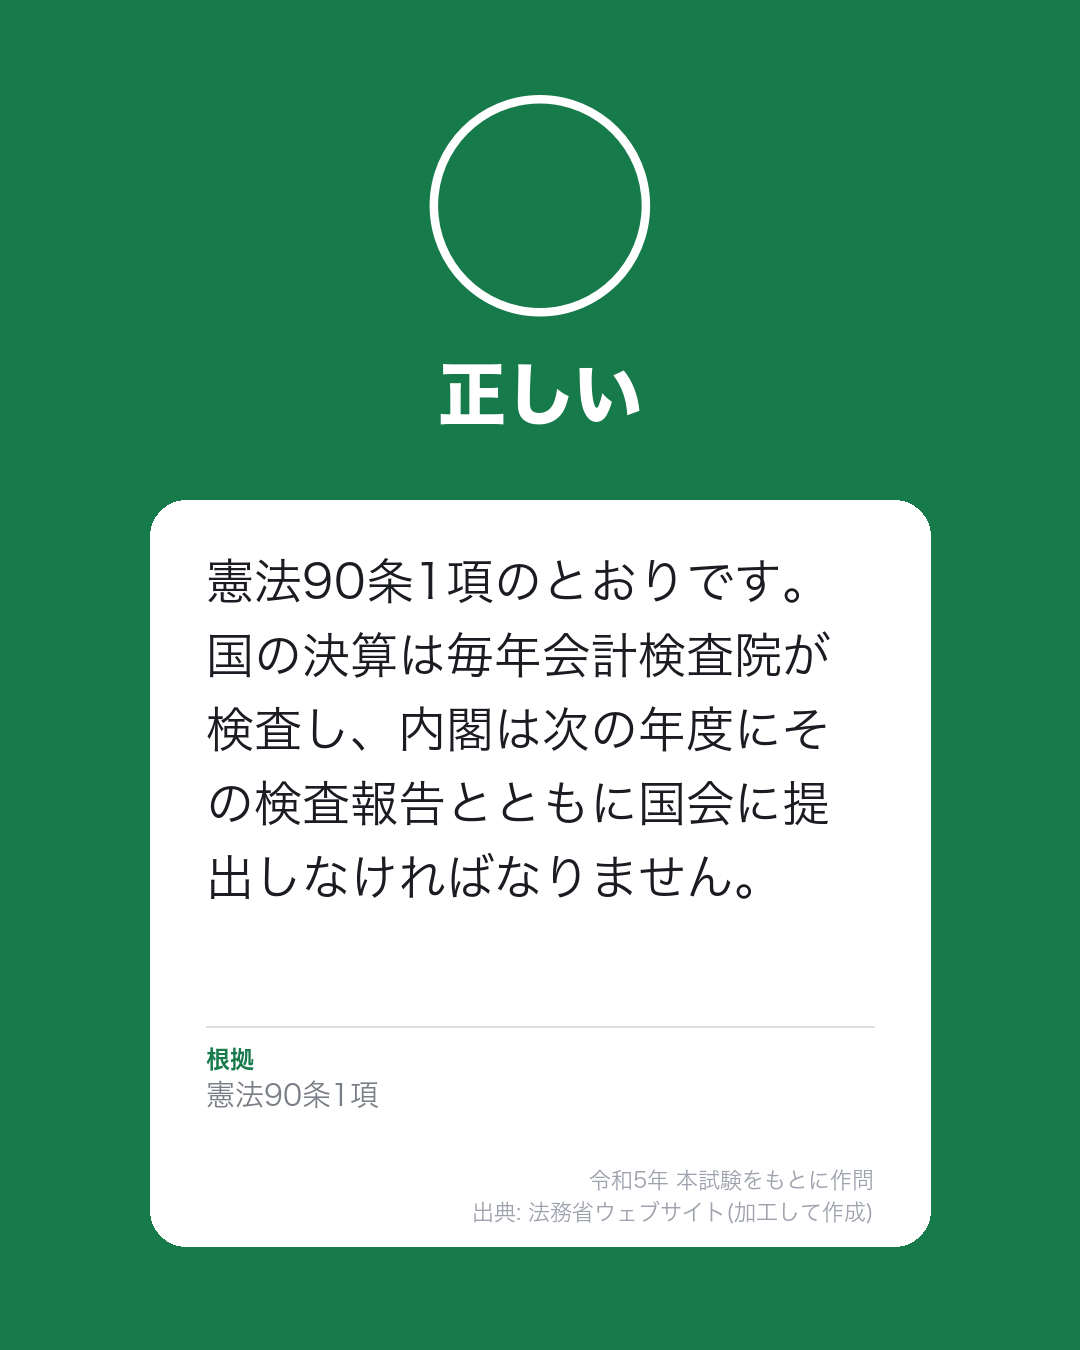 正しい
憲法90条1項のとおりです。
国の決算は毎年会計検査院が
検査し、内閣は次の年度にそ
の検査報告とともに国会に提
出しなければなりません。
根拠
憲法90条1項
令和5年 本試験をもとに作問
出典: 法務省ウェブサイト(加工して作成)